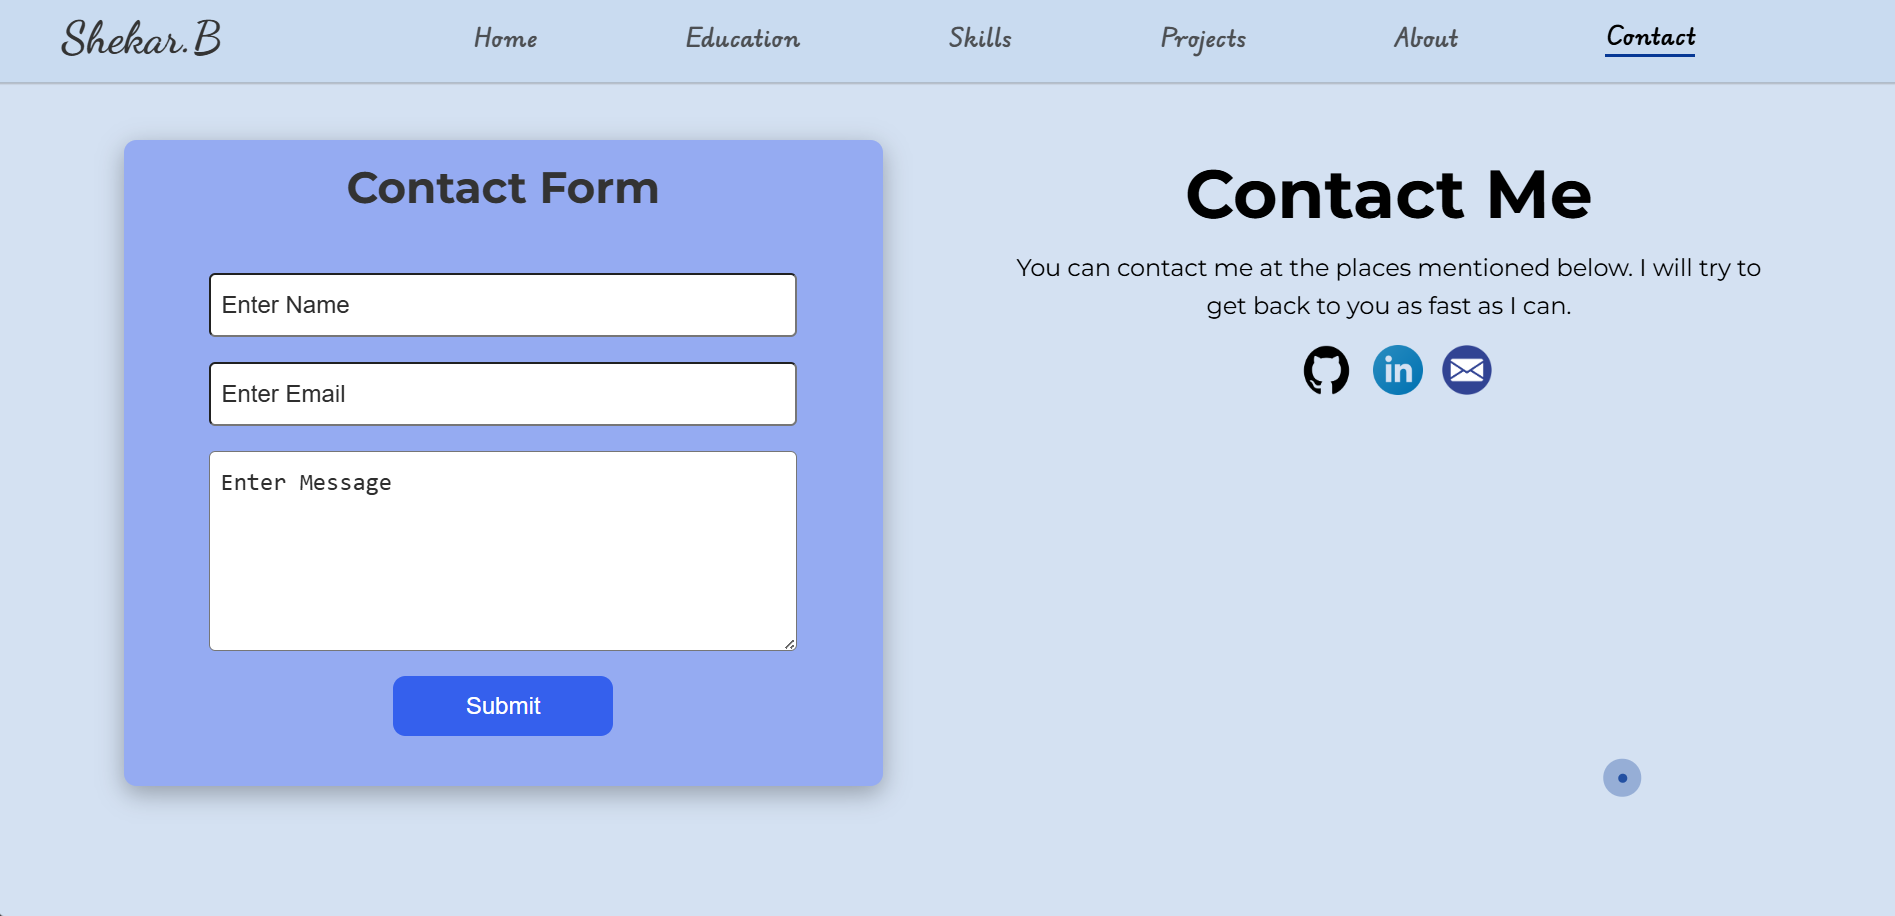 Shekar.B
Home
Education
Skills
Projects
About
Contact
Contact Form
Enter Name
Enter Email
Enter Message
Submit
Contact Me
You can contact me at the places mentioned below. I will try to
get back to you as fast as I can.
in